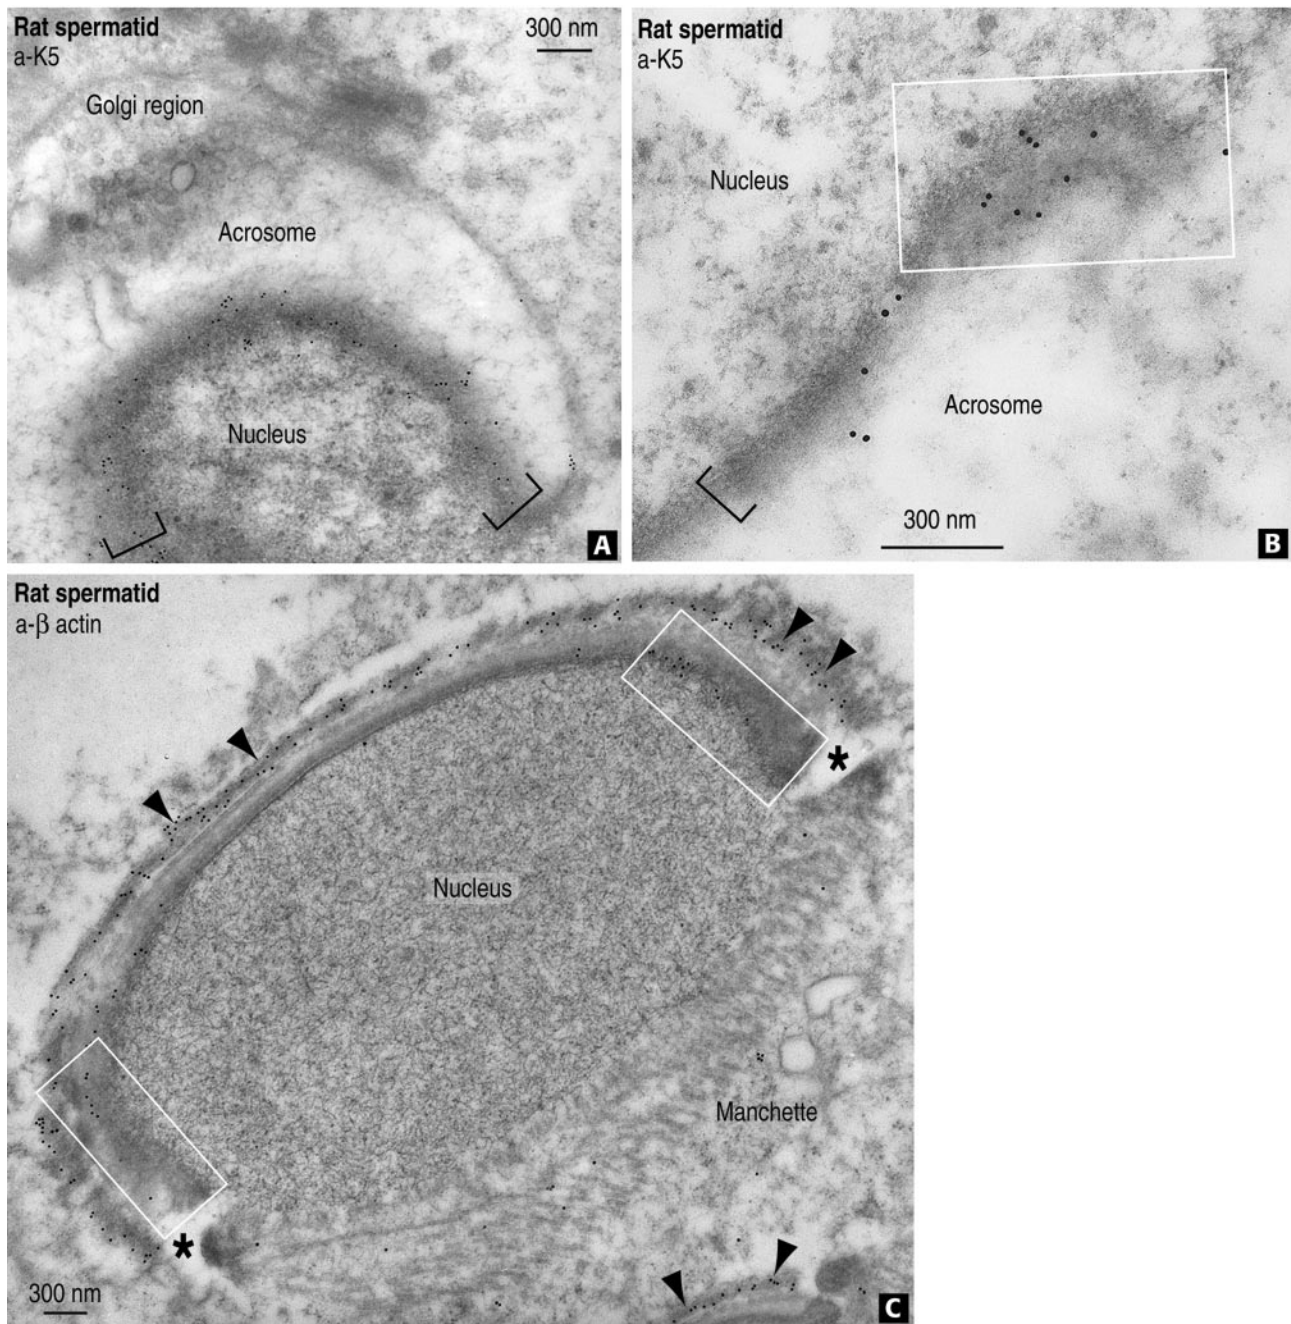 Rat spermatid
a-K5
300 nm
Golgi region
Acrosome
Nucleus
A
Rat spermatid
a-K5
Nucleus
Acrosome
300 nm
B
Rat spermatid
a-β actin
*
Nucleus
Manchette
*
300 nm
C